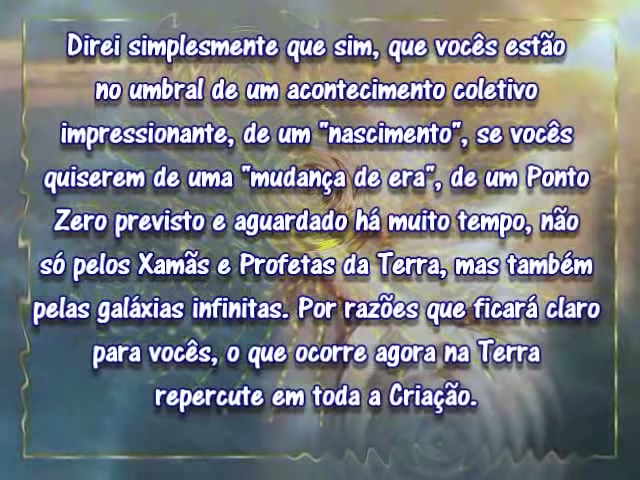 Direi simplesmente que sim, que vocês estão
no umbral de um acontecimento coletivo
impressionante, de um "nascimento", se vocês
quiserem de uma "mudança de era", de um Ponto
Zero previsto e aguardado há muito tempo, não
só pelos Xamãs e Profetas da Terra, mas também
pelas galáxias infinitas. Por razões que ficará claro
para vocês, o que ocorre agora na Terra
repercute em toda a Criação.